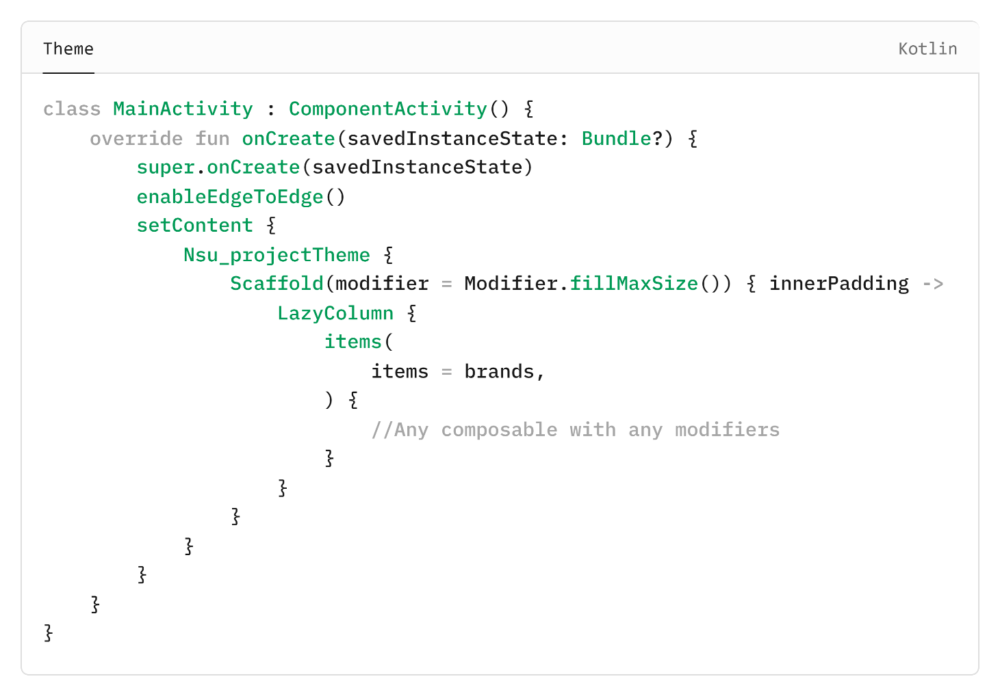 Theme
Kotlin
class MainActivity : ComponentActivity() {
    override fun onCreate(savedInstanceState: Bundle?) {
        super.onCreate(savedInstanceState)
        enableEdgeToEdge()
        setContent {
            Nsu_projectTheme {
                Scaffold(modifier = Modifier.fillMaxSize()) { innerPadding ->
                    LazyColumn {
                        items(
                            items = brands,
                        ) {
                            //Any composable with any modifiers
                        }
                    }
                }
            }
        }
    }
}